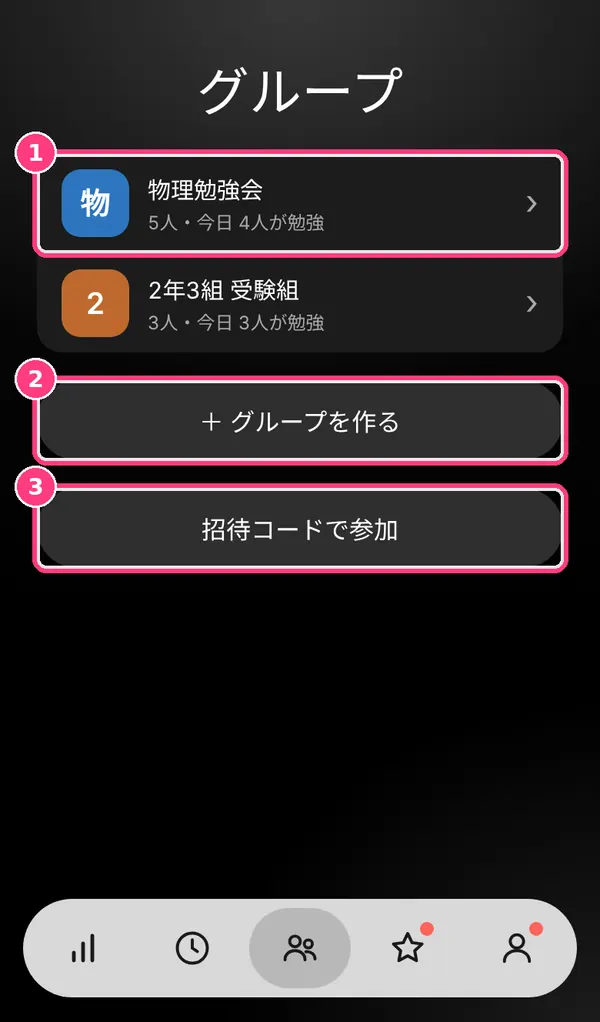 グループ
1
物
物理勉強会
5人・今日 4人が勉強
2
2年3組 受験組
3人・今日 3人が勉強
2
＋ グループを作る
3
招待コードで参加